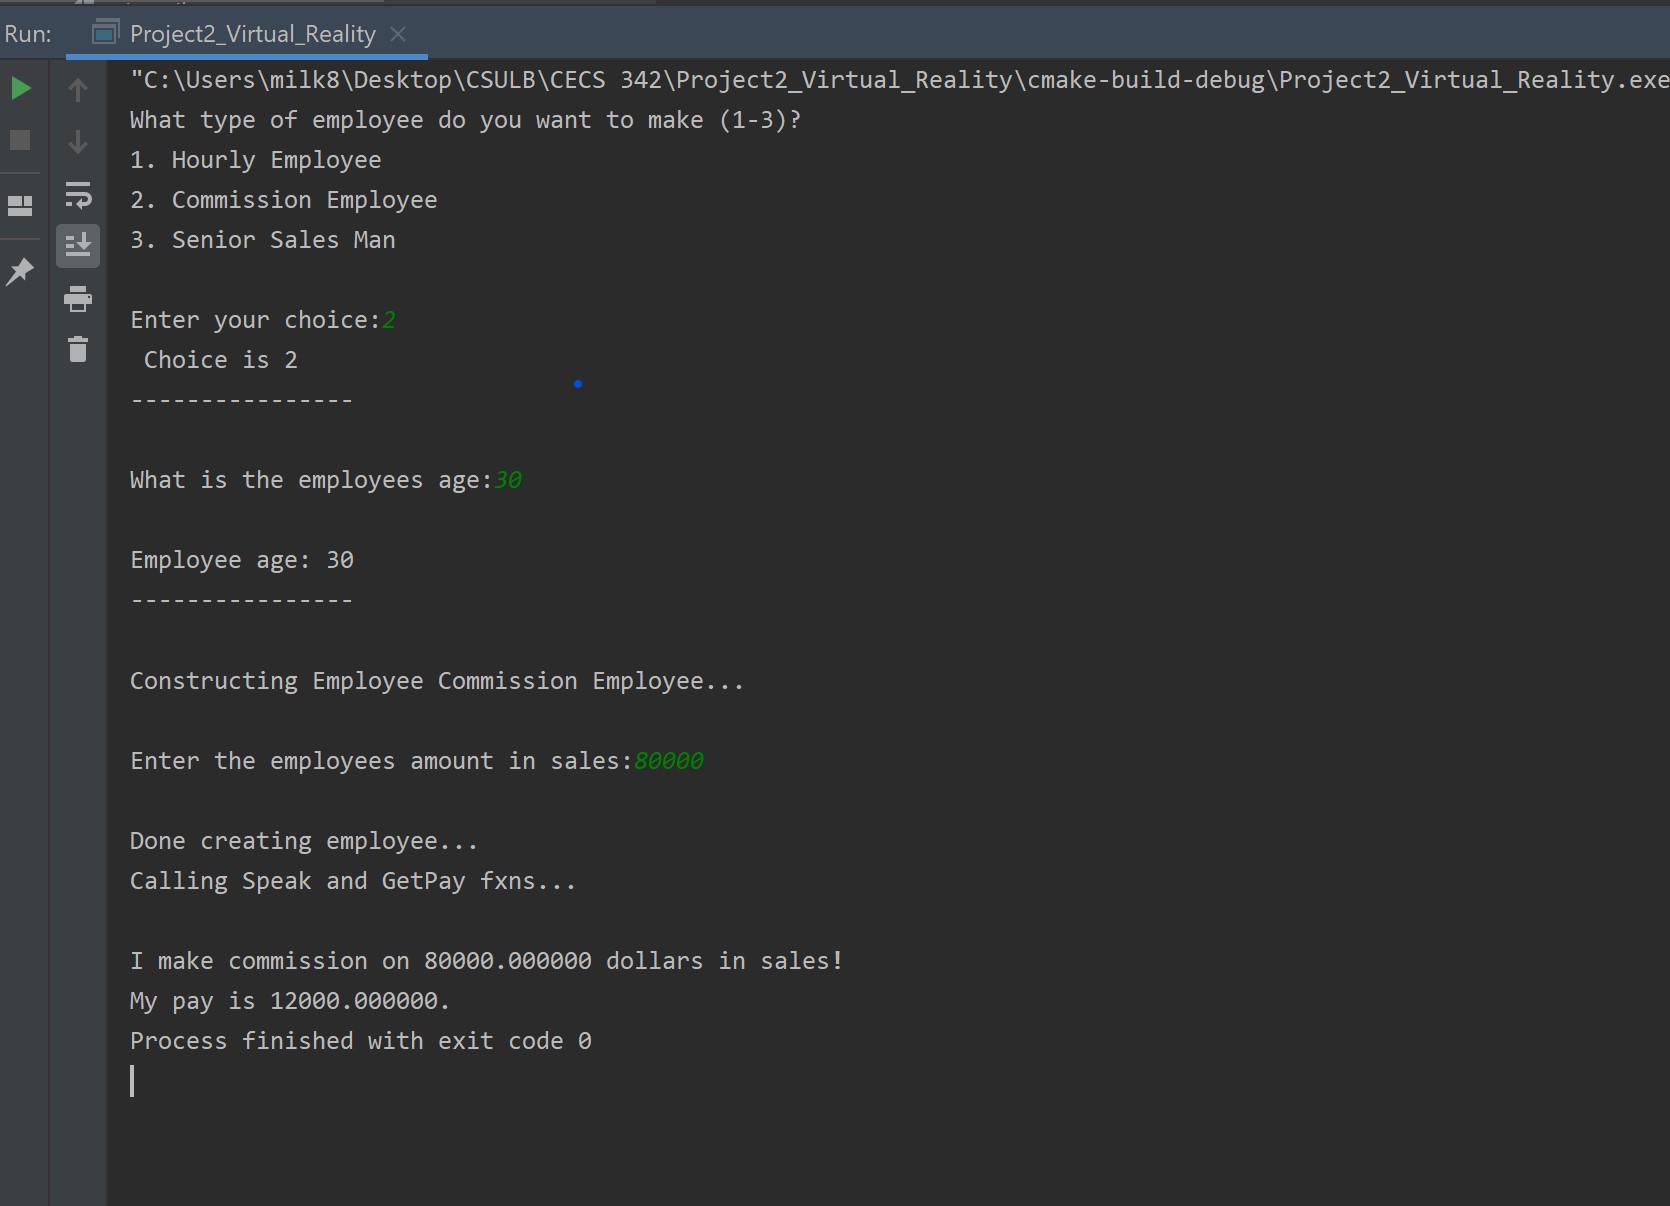 Run: Project2_Virtual_Reality
"C:\Users\milk8\Desktop\CSULB\CECS 342\Project2_Virtual_Reality\cmake-build-debug\Project2_Virtual_Reality.exe
What type of employee do you want to make (1-3)?
1. Hourly Employee
2. Commission Employee
3. Senior Sales Man
Enter your choice:2
Choice is 2
----------------
What is the employees age:30
Employee age: 30
----------------
Constructing Employee Commission Employee...
Enter the employees amount in sales:80000
Done creating employee...
Calling Speak and GetPay fxns...
I make commission on 80000.000000 dollars in sales!
My pay is 12000.000000.
Process finished with exit code 0